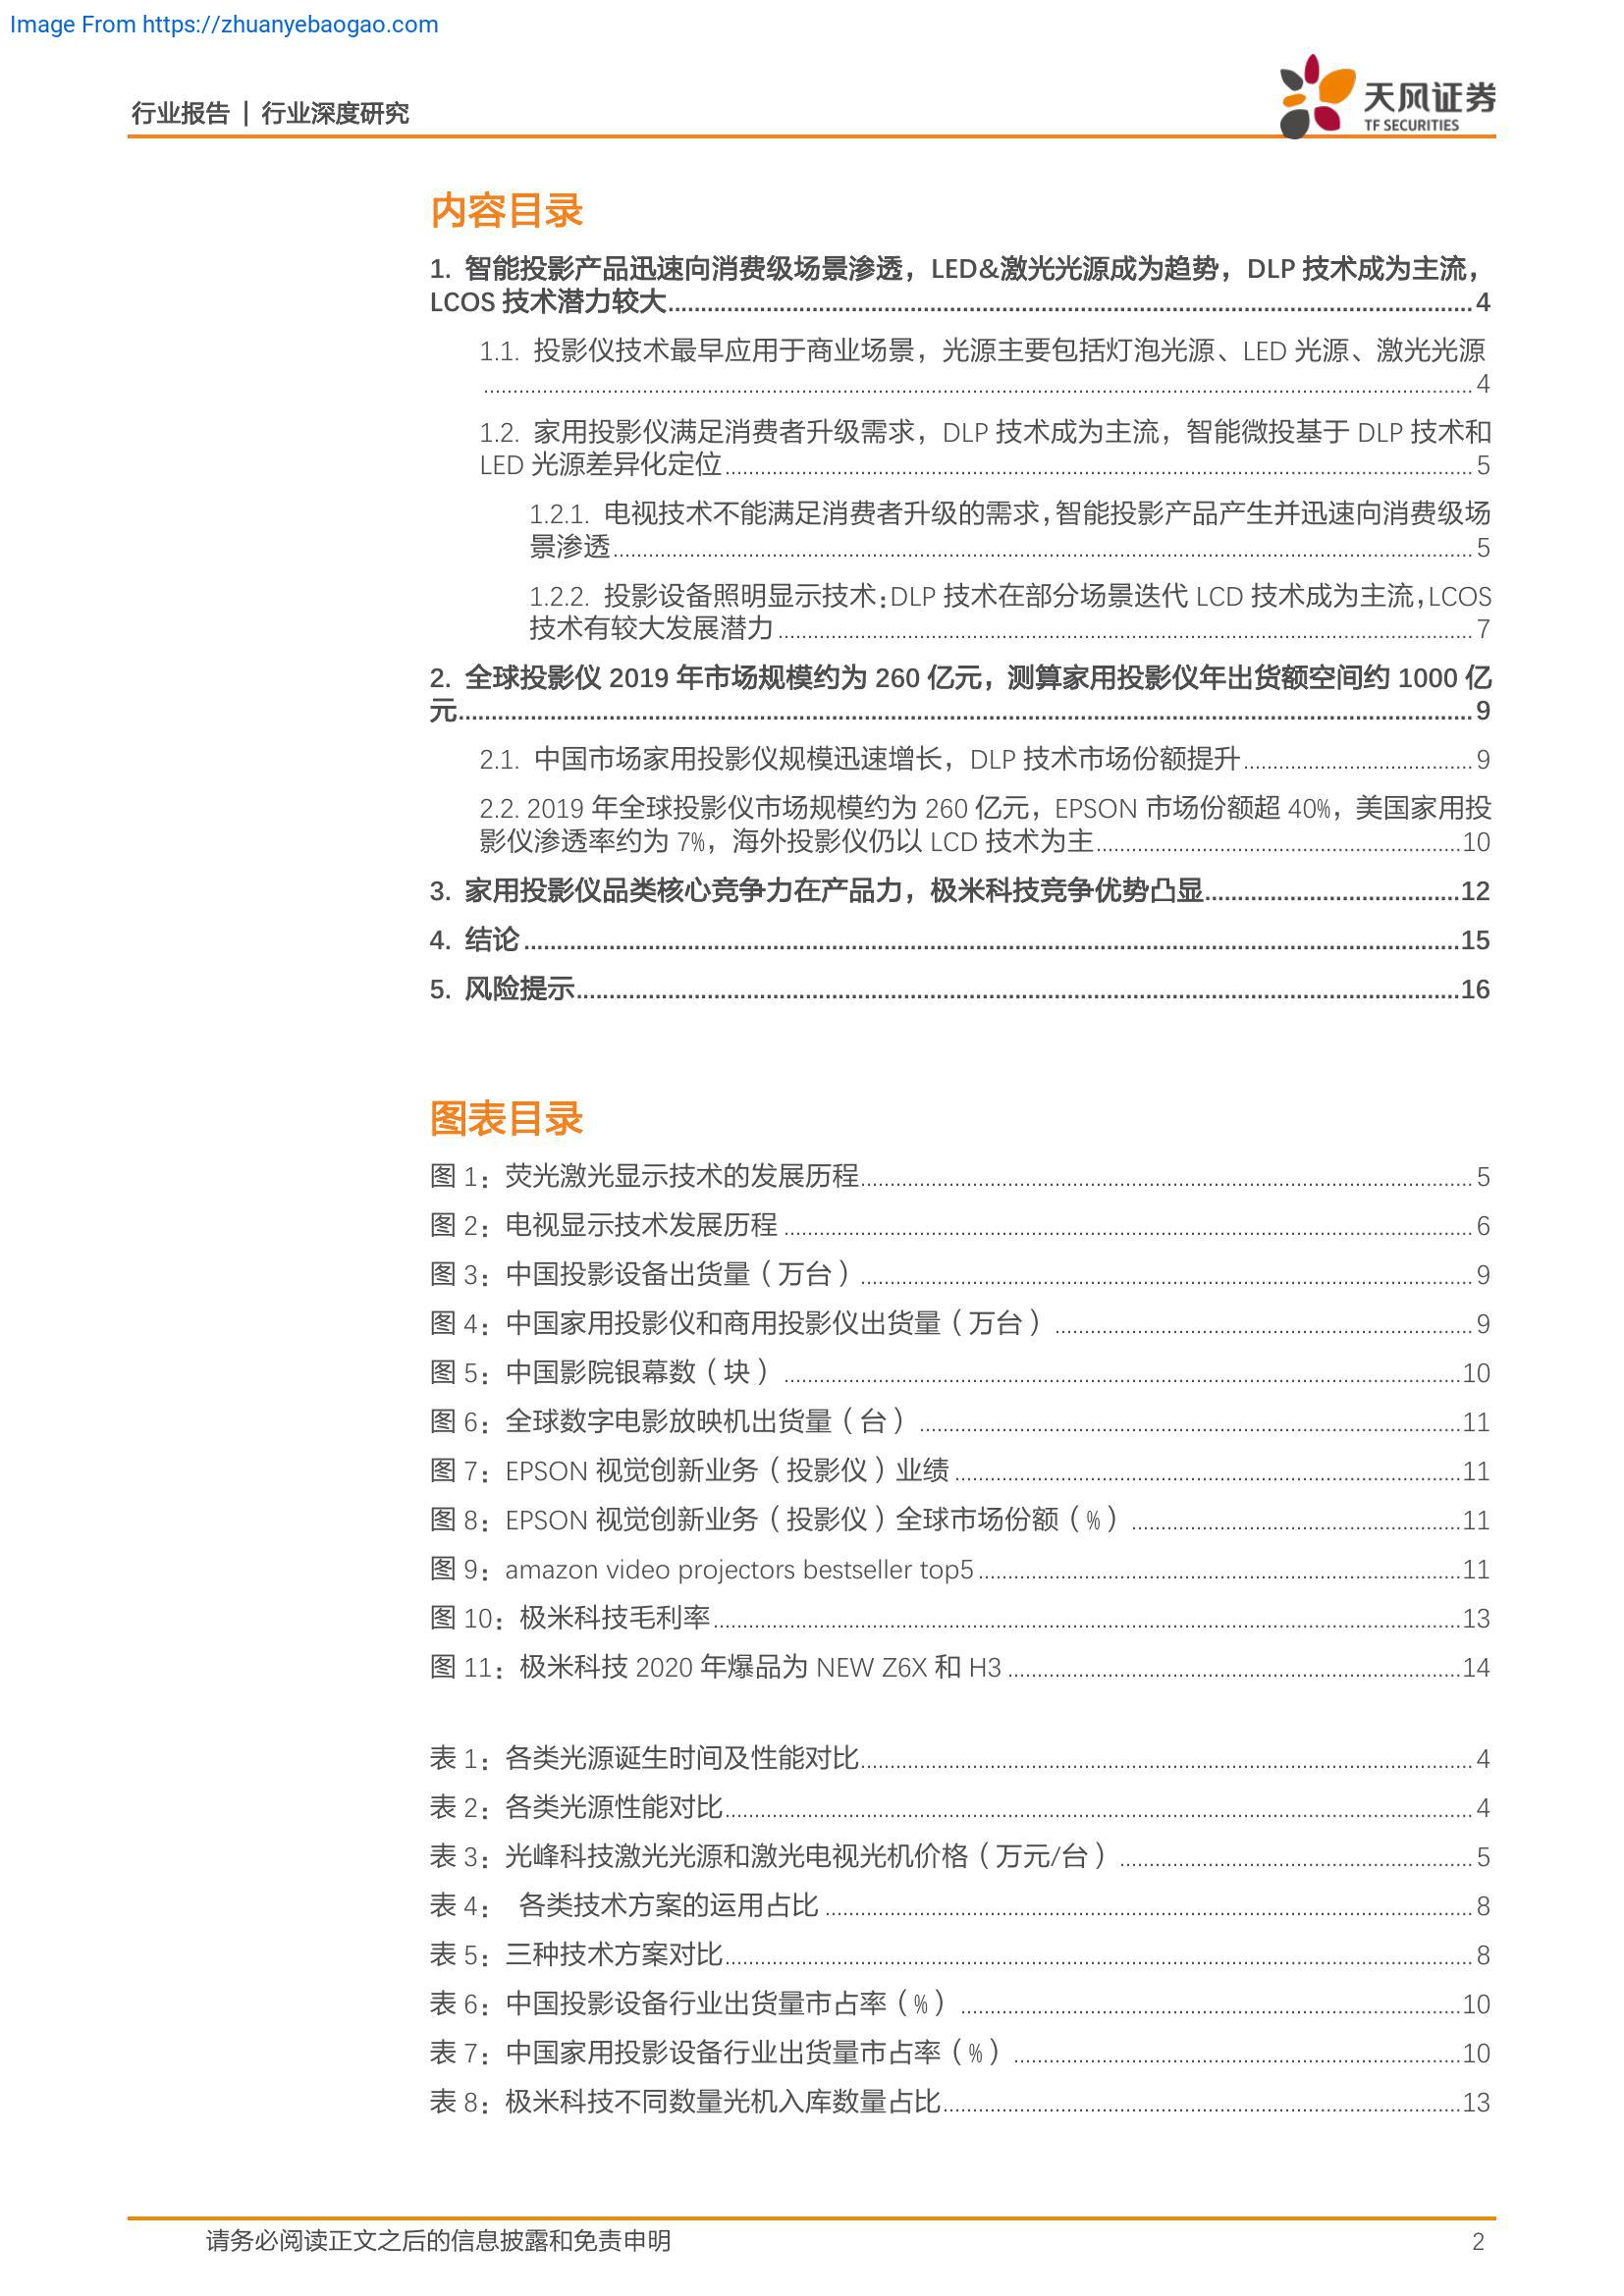 Image From https://zhuanyebaogao.com
行业报告 | 行业深度研究
天风证券
TF SECURITIES
内容目录
1. 智能投影产品迅速向消费级场景渗透，LED&激光光源成为趋势，DLP 技术成为主流，
LCOS 技术潜力较大 4
1.1. 投影仪技术最早应用于商业场景，光源主要包括灯泡光源、LED 光源、激光光源
4
1.2. 家用投影仪满足消费者升级需求，DLP 技术成为主流，智能微投基于 DLP 技术和
LED 光源差异化定位 5
1.2.1. 电视技术不能满足消费者升级的需求，智能投影产品产生并迅速向消费级场
景渗透 5
1.2.2. 投影设备照明显示技术：DLP 技术在部分场景迭代 LCD 技术成为主流，LCOS
技术有较大发展潜力 7
2. 全球投影仪 2019 年市场规模约为 260 亿元，测算家用投影仪年出货额空间约 1000 亿
元 9
2.1. 中国市场家用投影仪规模迅速增长，DLP 技术市场份额提升 9
2.2. 2019 年全球投影仪市场规模约为 260 亿元，EPSON 市场份额超 40%，美国家用投
影仪渗透率约为 7%，海外投影仪仍以 LCD 技术为主 10
3. 家用投影仪品类核心竞争力在产品力，极米科技竞争优势凸显 12
4. 结论 15
5. 风险提示 16
图表目录
图 1：荧光激光显示技术的发展历程 5
图 2：电视显示技术发展历程 6
图 3：中国投影设备出货量（万台） 9
图 4：中国家用投影仪和商用投影仪出货量（万台） 9
图 5：中国影院银幕数（块） 10
图 6：全球数字电影放映机出货量（台） 11
图 7：EPSON 视觉创新业务（投影仪）业绩 11
图 8：EPSON 视觉创新业务（投影仪）全球市场份额（%） 11
图 9：amazon video projectors bestseller top5 11
图 10：极米科技毛利率 13
图 11：极米科技 2020 年爆品为 NEW Z6X 和 H3 14
表 1：各类光源诞生时间及性能对比 4
表 2：各类光源性能对比 4
表 3：光峰科技激光光源和激光电视光机价格（万元/台） 5
表 4： 各类技术方案的运用占比 8
表 5：三种技术方案对比 8
表 6：中国投影设备行业出货量市占率（%） 10
表 7：中国家用投影设备行业出货量市占率（%） 10
表 8：极米科技不同数量光机入库数量占比 13
请务必阅读正文之后的信息披露和免责申明 2